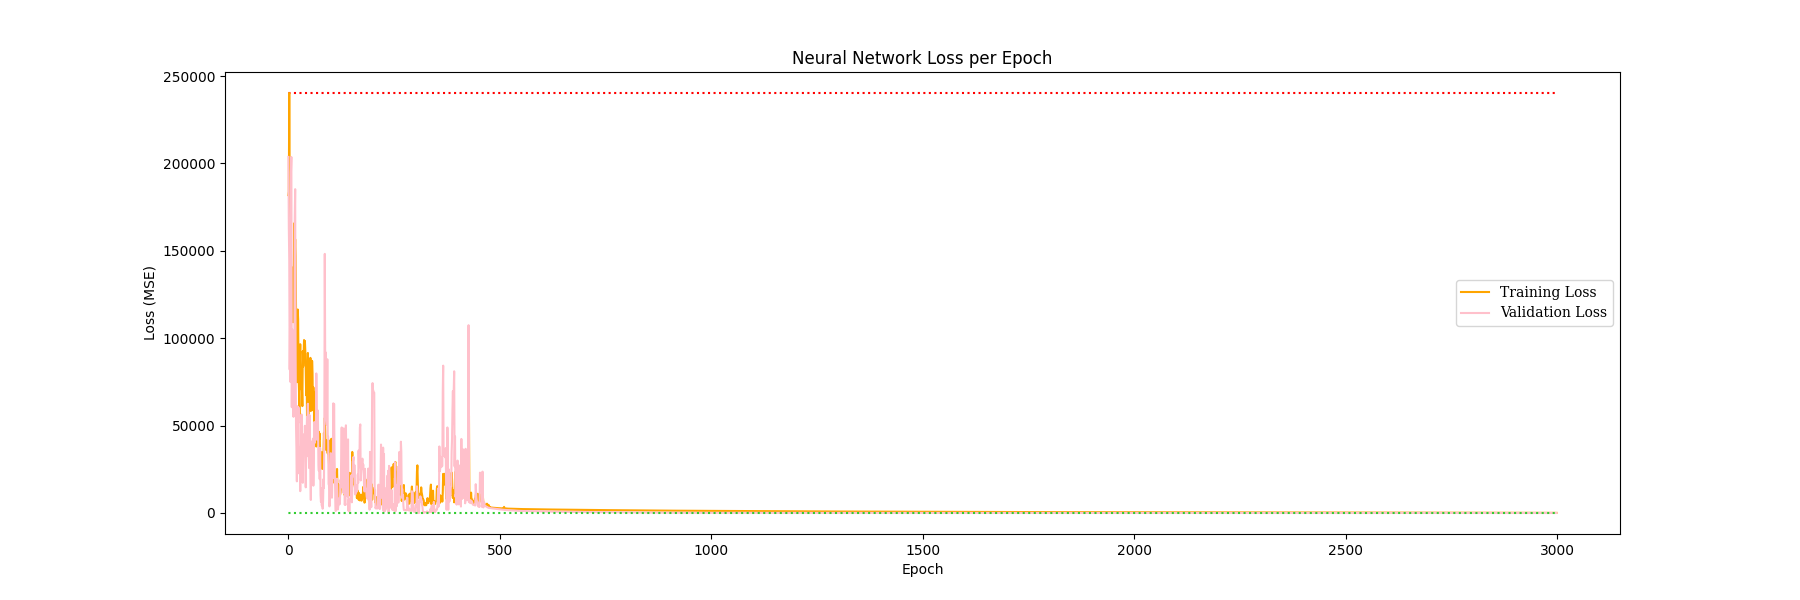 Neural Network Loss per Epoch
250000
200000
150000
100000
50000
0
Loss (MSE)
Training Loss
Validation Loss
0 500 1000 1500 2000 2500 3000
Epoch